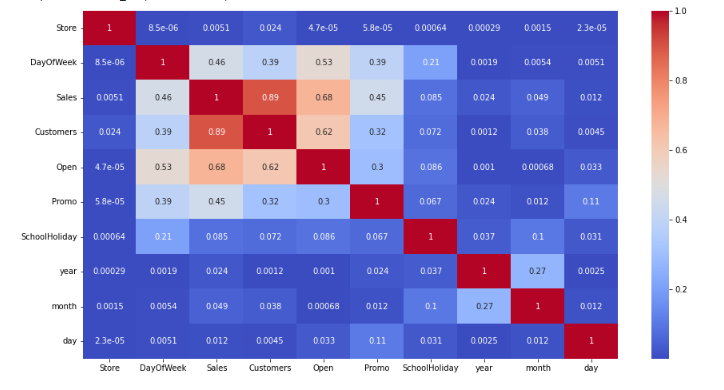 Store 1 8.5e-06 0.0051 0.024 4.7e-05 5.8e-05 0.00064 0.00029 0.0015 2.3e-05
DayOfWeek 8.5e-06 1 0.46 0.39 0.53 0.39 0.21 0.0019 0.0054 0.0051
Sales 0.0051 0.46 1 0.89 0.68 0.45 0.085 0.024 0.049 0.012
Customers 0.024 0.39 0.89 1 0.62 0.32 0.072 0.0012 0.038 0.0045
Open 4.7e-05 0.53 0.68 0.62 1 0.3 0.086 0.001 0.00068 0.033
Promo 5.8e-05 0.39 0.45 0.32 0.3 1 0.067 0.024 0.012 0.11
SchoolHoliday 0.00064 0.21 0.085 0.072 0.086 0.067 1 0.037 0.1 0.031
year 0.00029 0.0019 0.024 0.0012 0.001 0.024 0.037 1 0.27 0.0025
month 0.0015 0.0054 0.049 0.038 0.00068 0.012 0.1 0.27 1 0.012
day 2.3e-05 0.0051 0.012 0.0045 0.033 0.11 0.031 0.0025 0.012 1
Store DayOfWeek Sales Customers Open Promo SchoolHoliday year month day
1.0
0.8
0.6
0.4
0.2